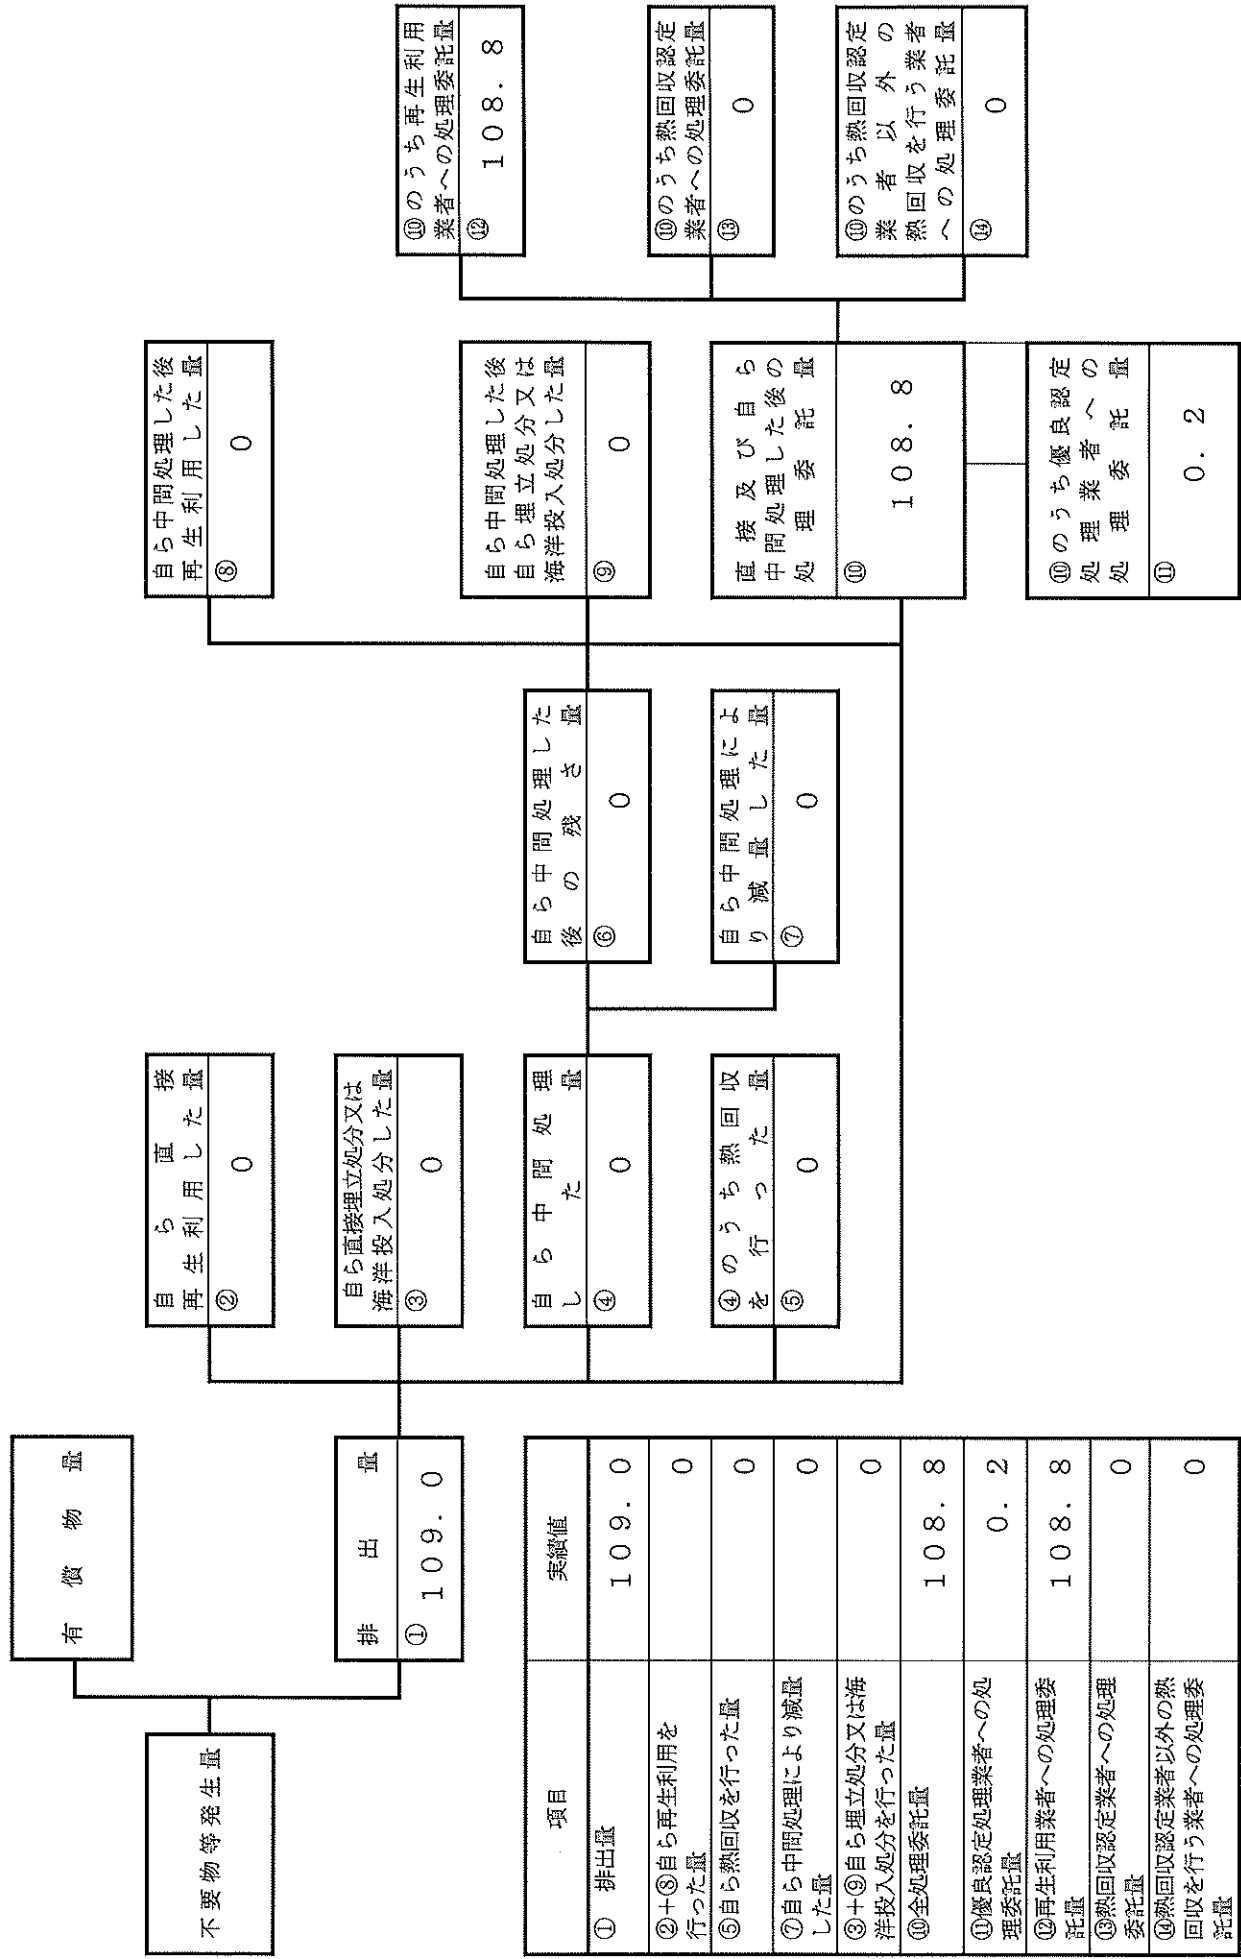 不要物等発生量
有償物量
排出量
① 109.0
自ら直接
再生利用した量
② 0
自ら直接埋立処分又は
海洋投入処分した量
③ 0
自ら中間処理
した量
④ 0
④のうち熱回収
を行った量
⑤ 0
自ら中間処理した
後の残さ量
⑥ 0
自ら中間処理によ
り減量した量
⑦ 0
自ら中間処理した後
再生利用した量
⑧ 0
自ら中間処理した後
自ら埋立処分又は
海洋投入処分した量
⑨ 0
直接及び自ら
中間処理した後の
処理委託量
⑩ 108.8
⑩のうち優良認定
処理業者への
処理委託量
⑪ 0.2
⑩のうち再生利用
業者への処理委託量
⑫ 108.8
⑩のうち熱回収認定
業者への処理委託量
⑬ 0
⑩のうち熱回収認定
業者以外の
熱回収を行う業者
への処理委託量
⑭ 0
項目 実績値
① 排出量 109.0
②+⑧自ら再生利用を
行った量 0
⑤自ら熱回収を行った量 0
⑦自ら中間処理により減量
した量 0
③+⑨自ら埋立処分又は海
洋投入処分を行った量 0
⑩全処理委託量 108.8
⑪優良認定処理業者への処
理委託量 0.2
⑫再生利用業者への処理委
託量 108.8
⑬熱回収認定業者への処理
委託量 0
⑭熱回収認定業者以外の熱
回収を行う業者への処理委
託量 0